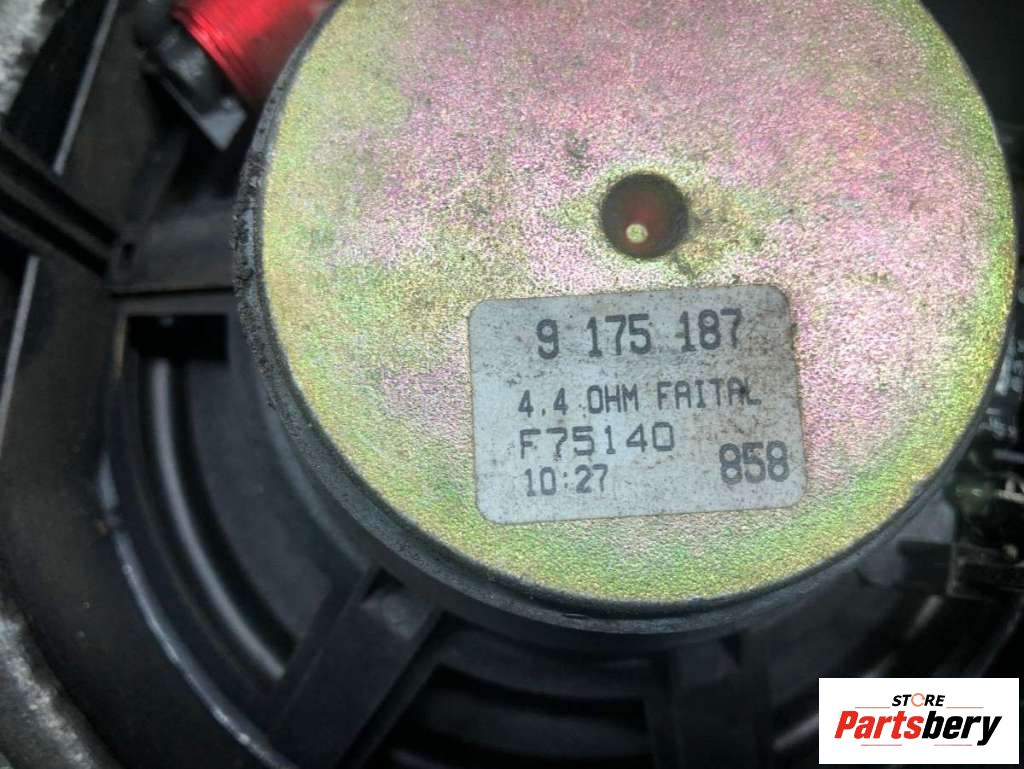 9 175 187
4.4 OHM FAITAL
F75140
10:27 858
STORE
Partsbery